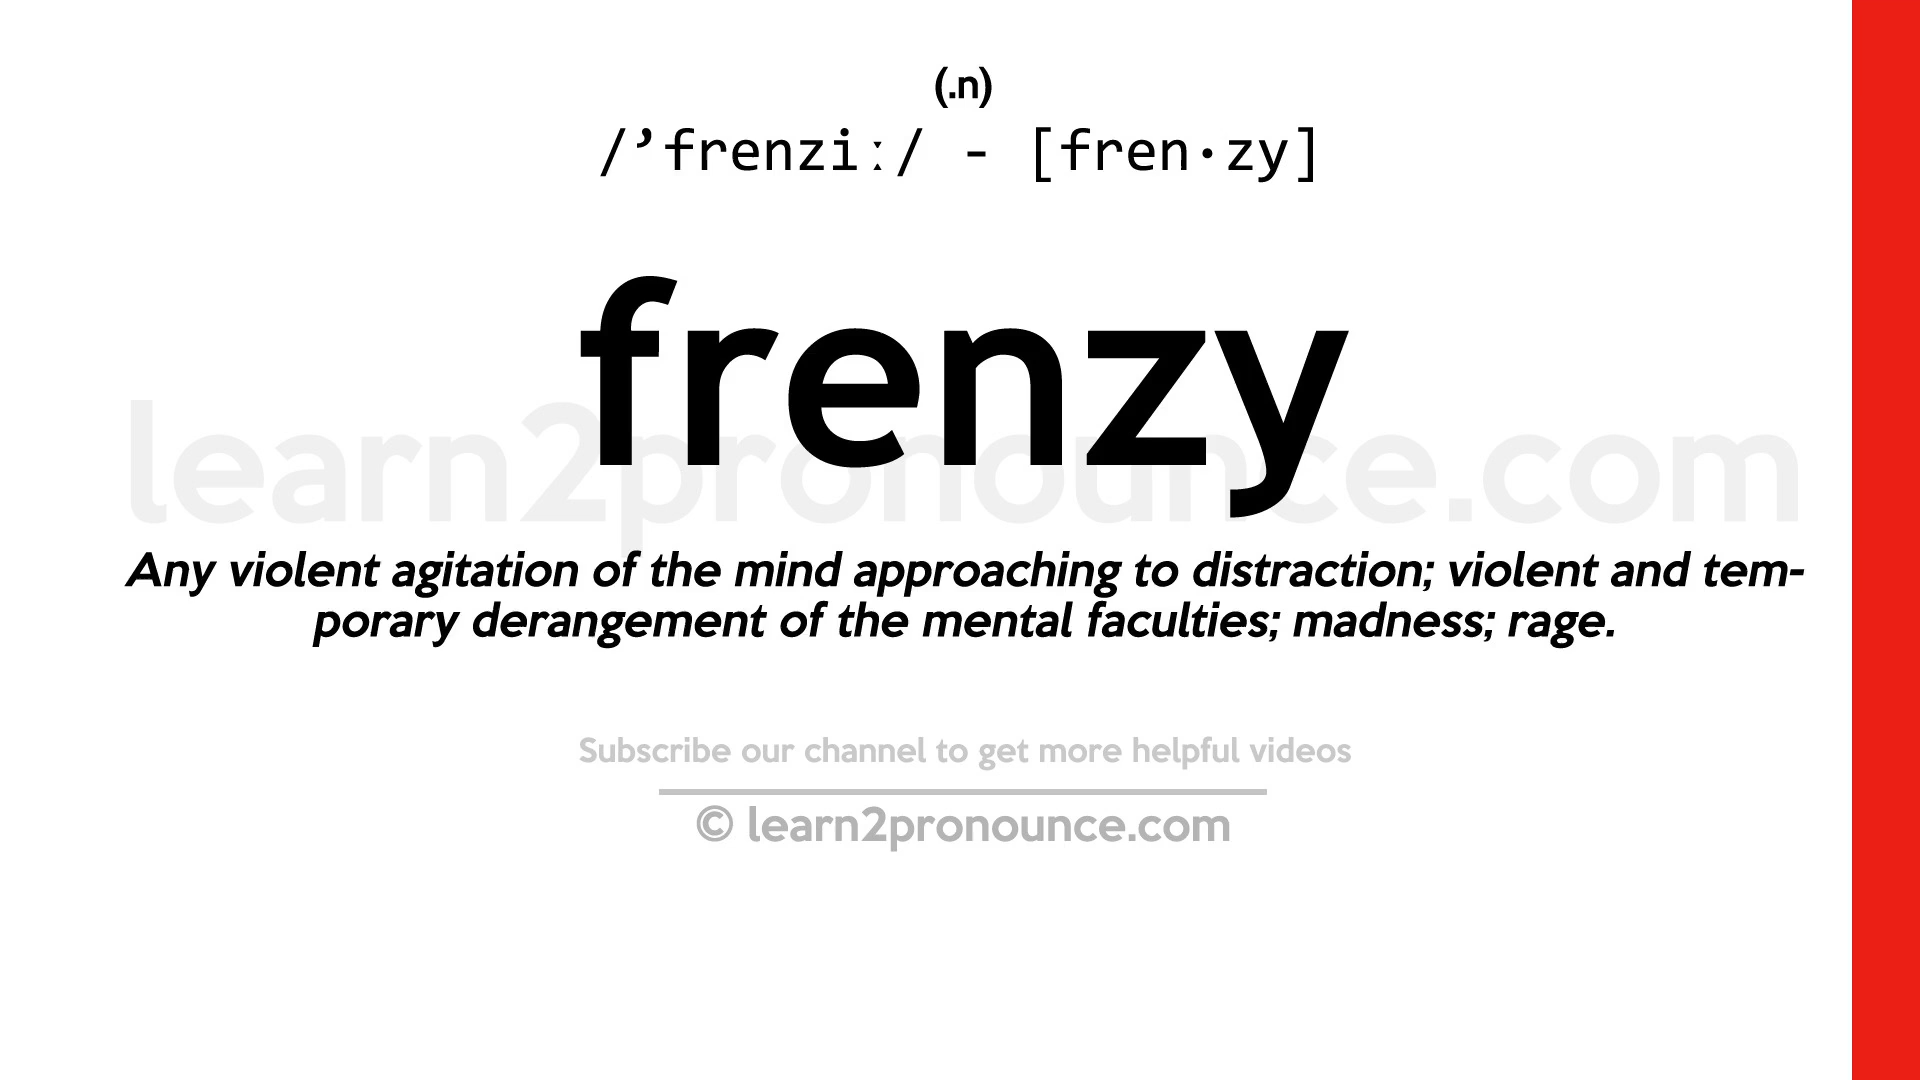 (.n)
/’frenziː/ - [fren·zy]
frenzy
learn2pronounce.com
Any violent agitation of the mind approaching to distraction; violent and tem-
porary derangement of the mental faculties; madness; rage.
Subscribe our channel to get more helpful videos
© learn2pronounce.com